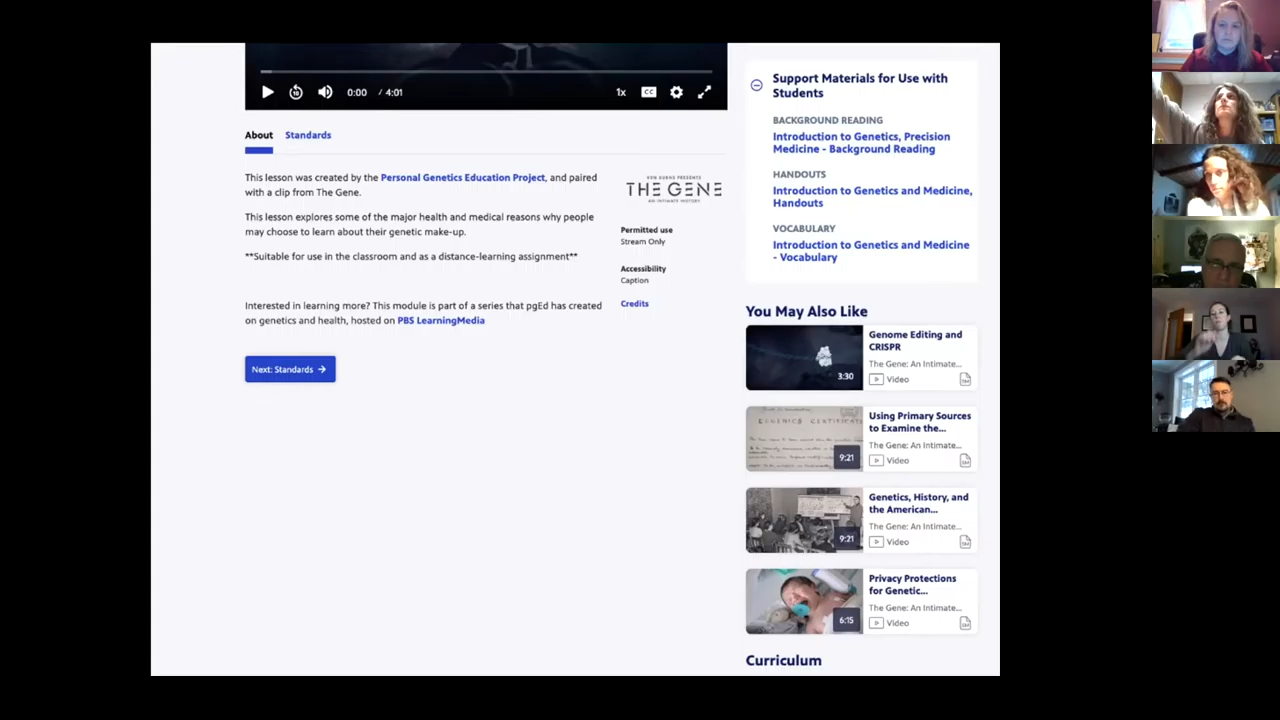 0:00 / 4:01
1x
CC
About Standards
This lesson was created by the Personal Genetics Education Project, and paired
with a clip from The Gene.
This lesson explores some of the major health and medical reasons why people
may choose to learn about their genetic make-up.
**Suitable for use in the classroom and as a distance-learning assignment**
Interested in learning more? This module is part of a series that pgEd has created
on genetics and health, hosted on PBS LearningMedia
Next: Standards
KEN BURNS PRESENTS
THE GENE
AN INTIMATE HISTORY
Permitted use
Stream Only
Accessibility
Caption
Credits
Support Materials for Use with
Students
BACKGROUND READING
Introduction to Genetics, Precision
Medicine - Background Reading
HANDOUTS
Introduction to Genetics and Medicine,
Handouts
VOCABULARY
Introduction to Genetics and Medicine
- Vocabulary
You May Also Like
3:30
Genome Editing and
CRISPR
The Gene: An Intimate...
Video
EUGENICS CERTIFICATE
9:21
Using Primary Sources
to Examine the...
The Gene: An Intimate...
Video
9:21
Genetics, History, and
the American...
The Gene: An Intimate...
Video
6:15
Privacy Protections
for Genetic...
The Gene: An Intimate...
Video
Curriculum